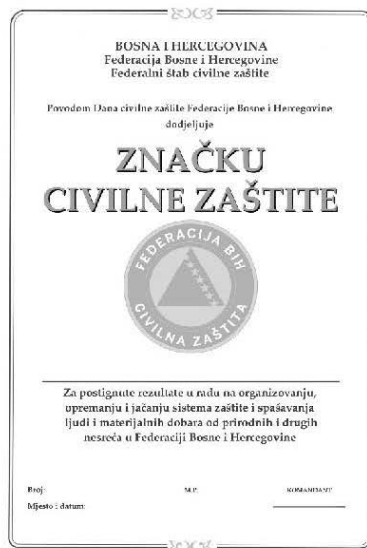 BOSNA I HERCEGOVINA
Federacija Bosne i Hercegovine
Federalni štab civilne zaštite
Povodom Dana civilne zaštite Federacije Bosne i Hercegovine
dodjeljuje
ZNAČKU
CIVILNE ZAŠTITE
FEDERACIJA BIH
CIVILNA ZAŠTITA
Za postignute rezultate u radu na organizovanju,
opremanju i jačanju sistema zaštite i spašavanja
ljudi i materijalnih dobara od prirodnih i drugih
nesreća u Federaciji Bosne i Hercegovine
Broj: M.P. KOMANDANT
Mjesto i datum: